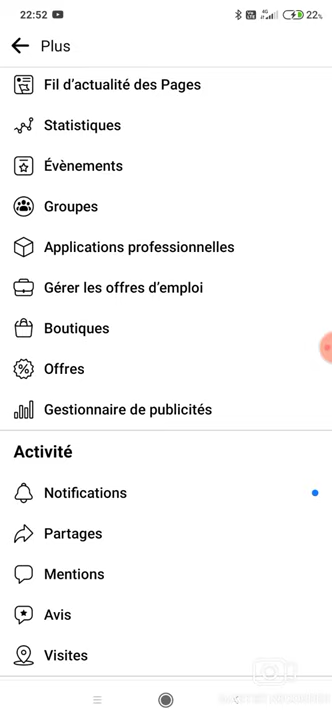 22:52
4G
22%
Plus
Fil d'actualité des Pages
Statistiques
Évènements
Groupes
Applications professionnelles
Gérer les offres d'emploi
Boutiques
Offres
Gestionnaire de publicités
Activité
Notifications
Partages
Mentions
Avis
Visites